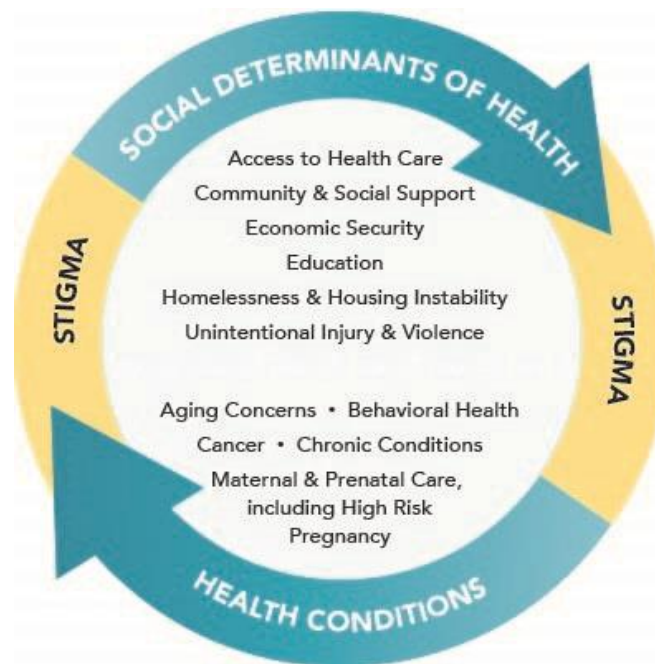 SOCIAL DETERMINANTS OF HEALTH
Access to Health Care
Community & Social Support
Economic Security
Education
Homelessness & Housing Instability
Unintentional Injury & Violence
STIGMA
STIGMA
Aging Concerns • Behavioral Health
Cancer • Chronic Conditions
Maternal & Prenatal Care,
including High Risk
Pregnancy
HEALTH CONDITIONS